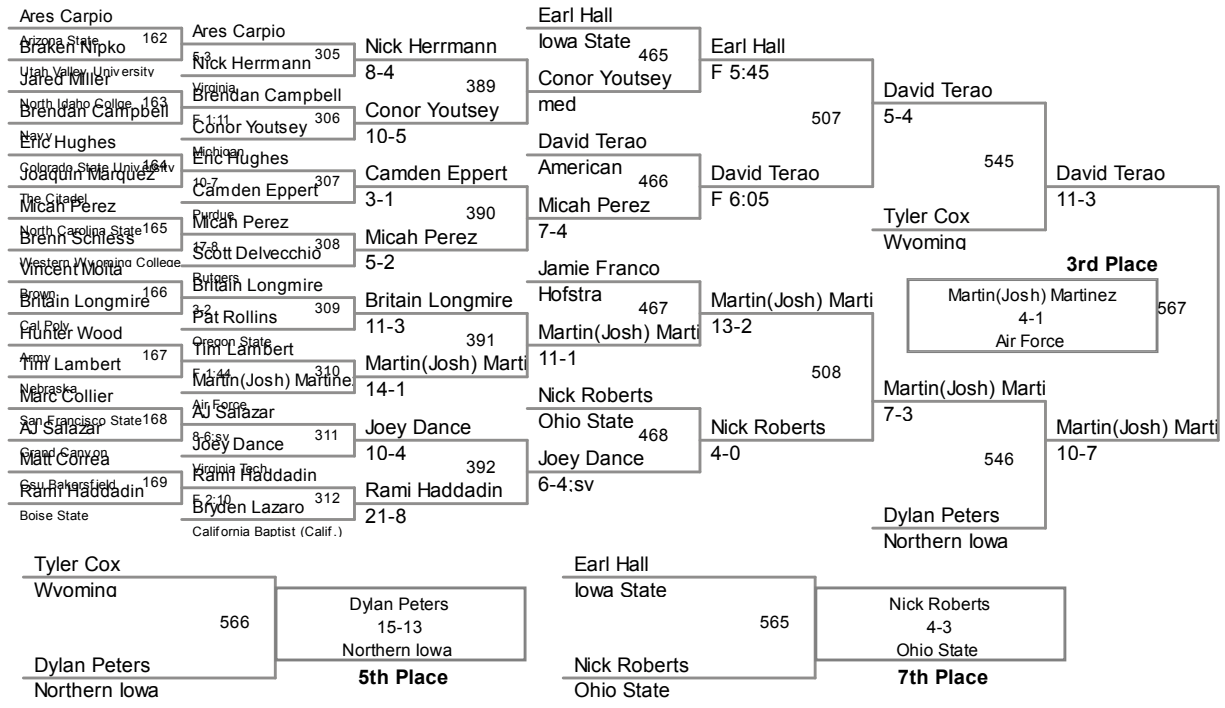 Ares Carpio
Arizona State
162
Braken Nipko
Utah Valley University
Jared Miller
North Idaho Collge
163
Brendan Campbell
Navy
Eric Hughes
Colorado State University
164
Joaquin Marquez
The Citadel
Micah Perez
North Carolina State
165
Brenn Schless
Western Wyoming College
Vincent Moita
Brown
166
Britain Longmire
Cal Poly
Hunter Wood
Army
167
Tim Lambert
Nebraska
Marc Collier
San Francisco State
168
AJ Salazar
Grand Canyon
Matt Correa
Csu Bakersfield
169
Rami Haddadin
Boise State
Ares Carpio
5-3
305
Nick Herrmann
Virginia
Brendan Campbell
F 1:11
306
Conor Youtsey
Michigan
Eric Hughes
10-7
307
Camden Eppert
Purdue
Micah Perez
17-8
308
Scott Delvecchio
Rutgers
Britain Longmire
3-2
309
Pat Rollins
Oregon State
Tim Lambert
F 1:44
310
Martin(Josh) Martinez
Air Force
AJ Salazar
8-6;sv
311
Joey Dance
Virginia Tech
Rami Haddadin
F 2:10
312
Bryden Lazaro
California Baptist (Calif.)
Nick Herrmann
8-4
389
Conor Youtsey
10-5
Camden Eppert
3-1
390
Micah Perez
5-2
Britain Longmire
11-3
391
Martin(Josh) Marti
14-1
Joey Dance
10-4
392
Rami Haddadin
21-8
Earl Hall
Iowa State
465
Conor Youtsey
med
David Terao
American
466
Micah Perez
7-4
Jamie Franco
Hofstra
467
Martin(Josh) Marti
11-1
Nick Roberts
Ohio State
468
Joey Dance
6-4;sv
Earl Hall
F 5:45
507
David Terao
F 6:05
Martin(Josh) Marti
13-2
508
Nick Roberts
4-0
David Terao
5-4
545
Tyler Cox
Wyoming
Martin(Josh) Marti
7-3
546
Dylan Peters
Northern Iowa
David Terao
11-3
3rd Place
Martin(Josh) Martinez
4-1
Air Force
567
Martin(Josh) Marti
10-7
Tyler Cox
Wyoming
566
Dylan Peters
Northern Iowa
Dylan Peters
15-13
Northern Iowa
5th Place
Earl Hall
Iowa State
565
Nick Roberts
Ohio State
Nick Roberts
4-3
Ohio State
7th Place